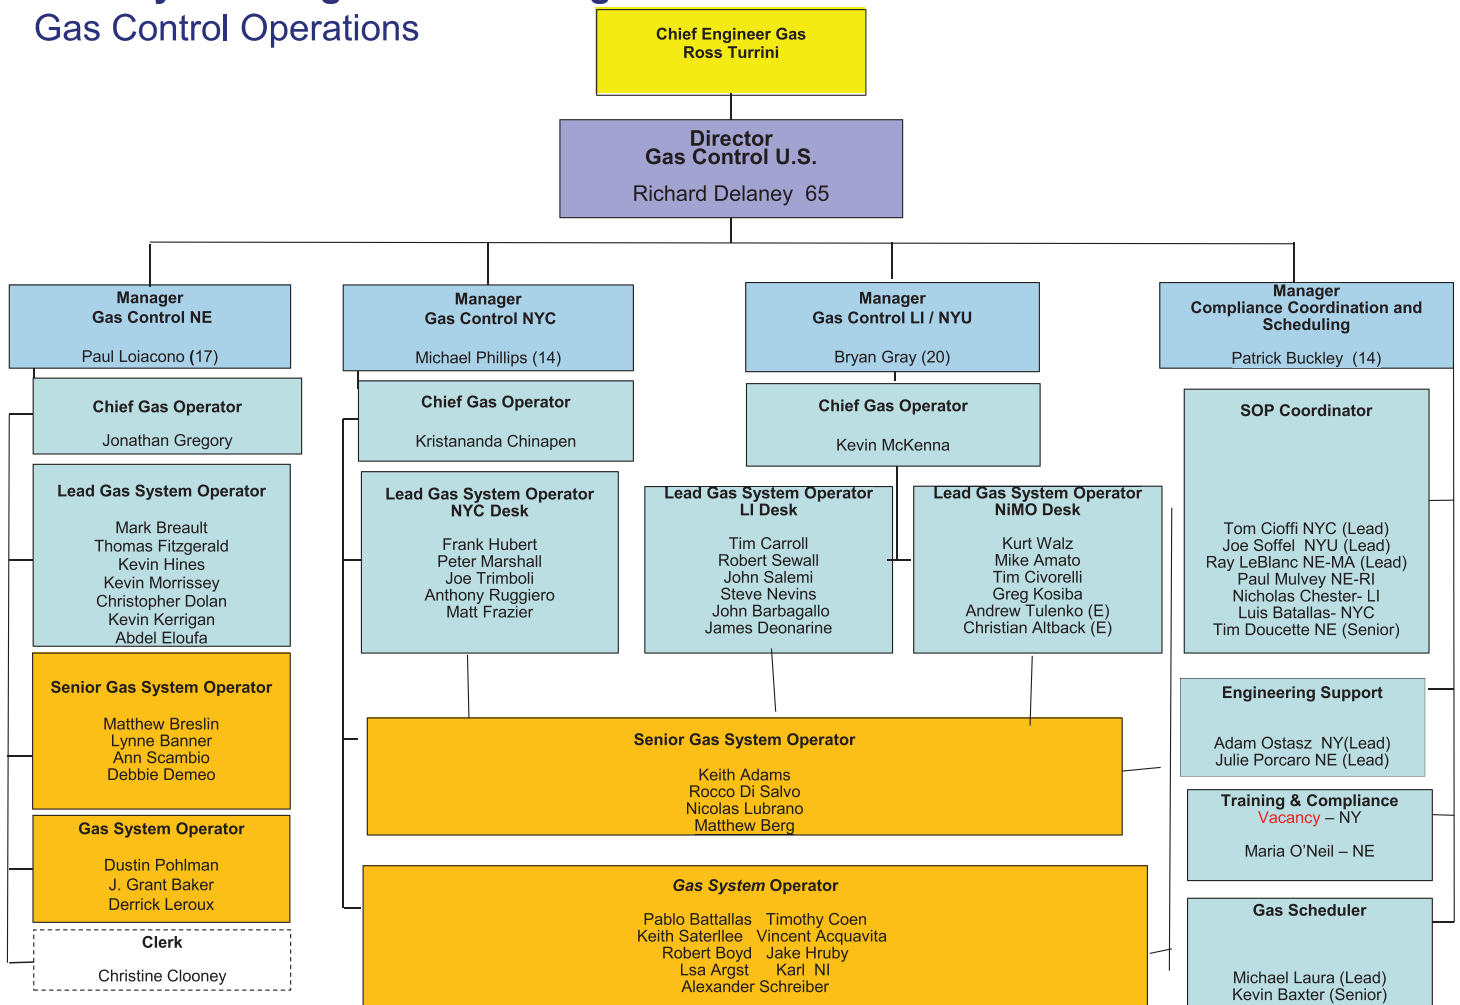 Gas Control Operations
Chief Engineer Gas
Ross Turrini
Director
Gas Control U.S.
Richard Delaney 65
Manager
Gas Control NE
Paul Loiacono (17)
Manager
Gas Control NYC
Michael Phillips (14)
Manager
Gas Control LI / NYU
Bryan Gray (20)
Manager
Compliance Coordination and
Scheduling
Patrick Buckley (14)
Chief Gas Operator
Jonathan Gregory
Chief Gas Operator
Kristananda Chinapen
Chief Gas Operator
Kevin McKenna
SOP Coordinator
Tom Cioffi NYC (Lead)
Joe Soffel NYU (Lead)
Ray LeBlanc NE-MA (Lead)
Paul Mulvey NE-RI
Nicholas Chester- LI
Luis Batallas- NYC
Tim Doucette NE (Senior)
Lead Gas System Operator
Mark Breault
Thomas Fitzgerald
Kevin Hines
Kevin Morrissey
Christopher Dolan
Kevin Kerrigan
Abdel Eloufa
Lead Gas System Operator
NYC Desk
Frank Hubert
Peter Marshall
Joe Trimboli
Anthony Ruggiero
Matt Frazier
Lead Gas System Operator
LI Desk
Tim Carroll
Robert Sewall
John Salemi
Steve Nevins
John Barbagallo
James Deonarine
Lead Gas System Operator
NiMO Desk
Kurt Walz
Mike Amato
Tim Civorelli
Greg Kosiba
Andrew Tulenko (E)
Christian Altback (E)
Senior Gas System Operator
Matthew Breslin
Lynne Banner
Ann Scambio
Debbie Demeo
Senior Gas System Operator
Keith Adams
Rocco Di Salvo
Nicolas Lubrano
Matthew Berg
Engineering Support
Adam Ostasz NY(Lead)
Julie Porcaro NE (Lead)
Training & Compliance
Vacancy – NY
Maria O'Neil – NE
Gas System Operator
Dustin Pohlman
J. Grant Baker
Derrick Leroux
Gas System Operator
Pablo Battallas Timothy Coen
Keith Saterllee Vincent Acquavita
Robert Boyd Jake Hruby
Lsa Argst Karl NI
Alexander Schreiber
Gas Scheduler
Michael Laura (Lead)
Kevin Baxter (Senior)
Clerk
Christine Clooney